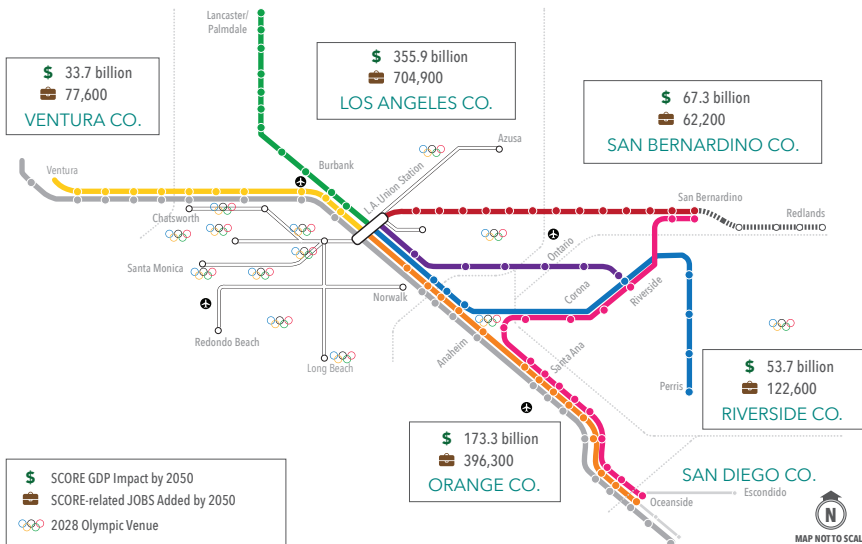 Lancaster/
Palmdale
$ 33.7 billion
77,600
VENTURA CO.
$ 355.9 billion
704,900
LOS ANGELES CO.
$ 67.3 billion
62,200
SAN BERNARDINO CO.
Azusa
Burbank
L.A. Union Station
Ventura
Chatsworth
San Bernardino
Redlands
Ontario
Santa Monica
Norwalk
Corona
Riverside
Redondo Beach
Long Beach
Anaheim
Santa Ana
Perris
$ 53.7 billion
122,600
RIVERSIDE CO.
$ 173.3 billion
396,300
ORANGE CO.
SAN DIEGO CO.
Escondido
Oceanside
$ SCORE GDP Impact by 2050
SCORE-related JOBS Added by 2050
2028 Olympic Venue
N
MAP NOT TO SCAL